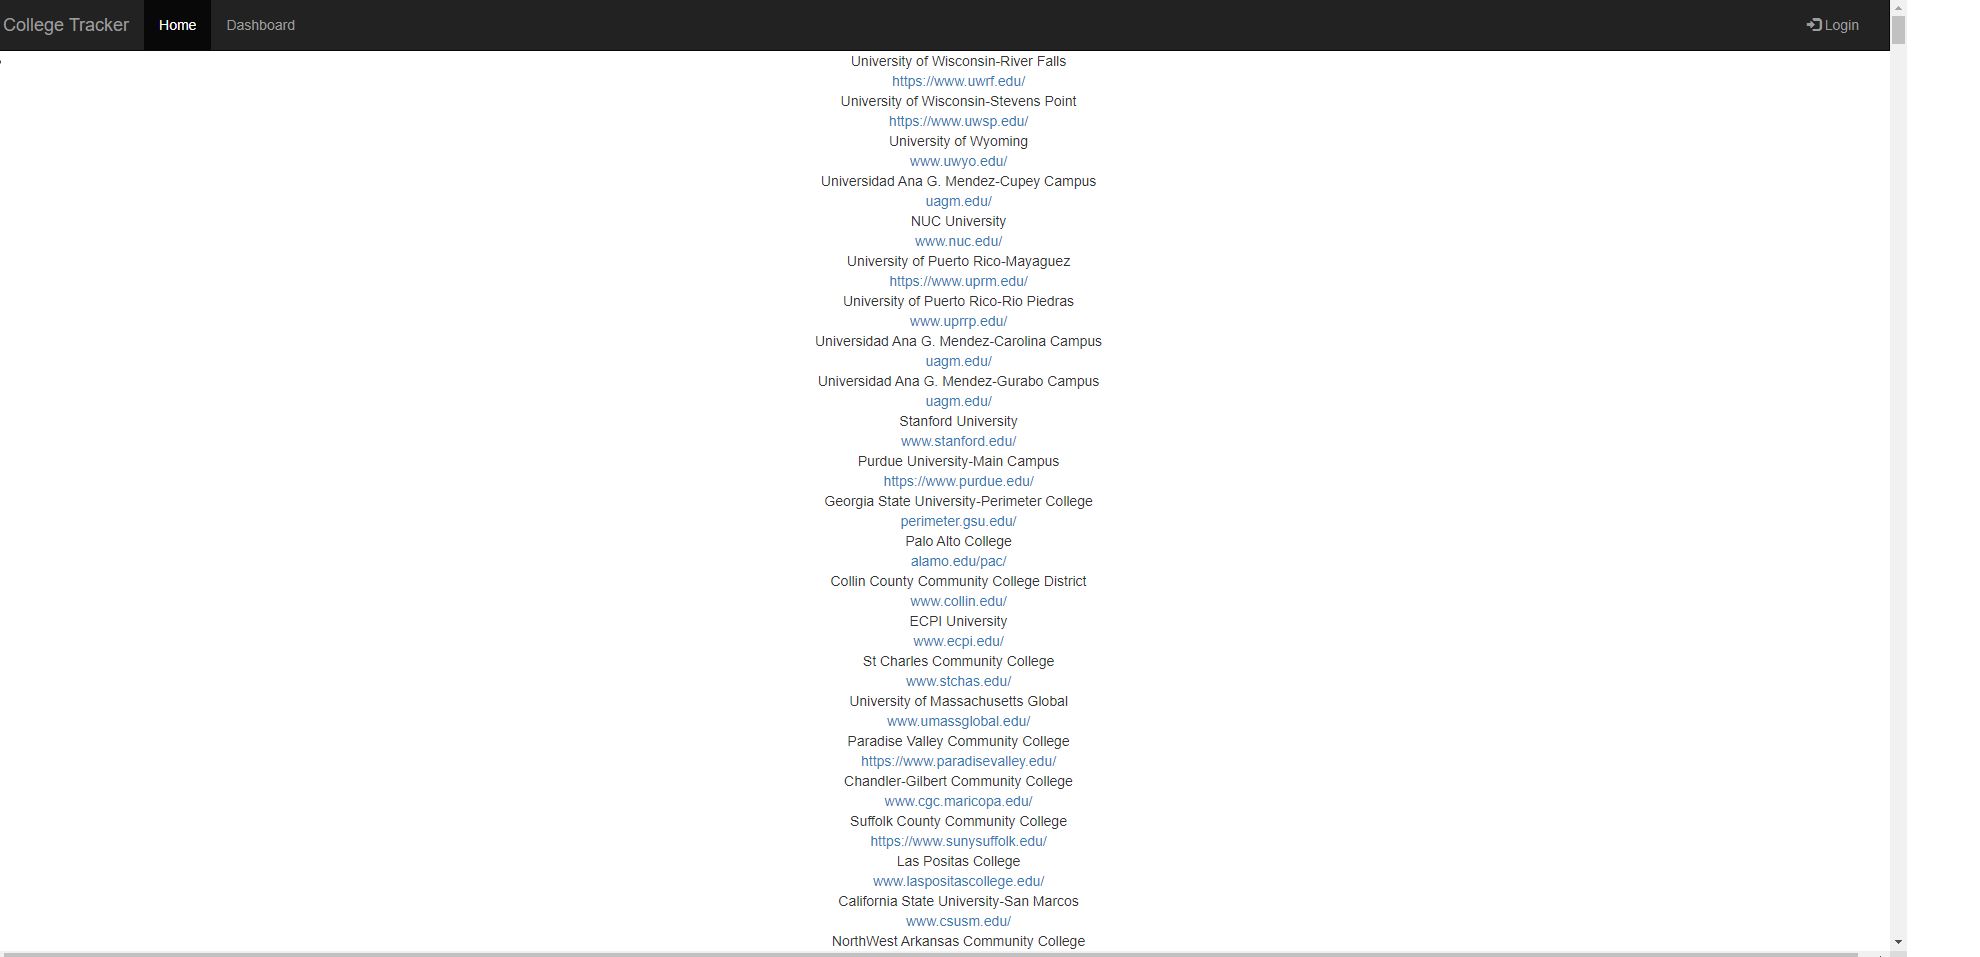 College Tracker Home Dashboard Login
University of Wisconsin-River Falls
https://www.uwrf.edu/
University of Wisconsin-Stevens Point
https://www.uwsp.edu/
University of Wyoming
www.uwyo.edu/
Universidad Ana G. Mendez-Cupey Campus
uagm.edu/
NUC University
www.nuc.edu/
University of Puerto Rico-Mayaguez
https://www.uprm.edu/
University of Puerto Rico-Rio Piedras
www.uprrp.edu/
Universidad Ana G. Mendez-Carolina Campus
uagm.edu/
Universidad Ana G. Mendez-Gurabo Campus
uagm.edu/
Stanford University
www.stanford.edu/
Purdue University-Main Campus
https://www.purdue.edu/
Georgia State University-Perimeter College
perimeter.gsu.edu/
Palo Alto College
alamo.edu/pac/
Collin County Community College District
www.collin.edu/
ECPI University
www.ecpi.edu/
St Charles Community College
www.stchas.edu/
University of Massachusetts Global
www.umassglobal.edu/
Paradise Valley Community College
https://www.paradisevalley.edu/
Chandler-Gilbert Community College
www.cgc.maricopa.edu/
Suffolk County Community College
https://www.sunysuffolk.edu/
Las Positas College
www.laspositascollege.edu/
California State University-San Marcos
www.csusm.edu/
NorthWest Arkansas Community College